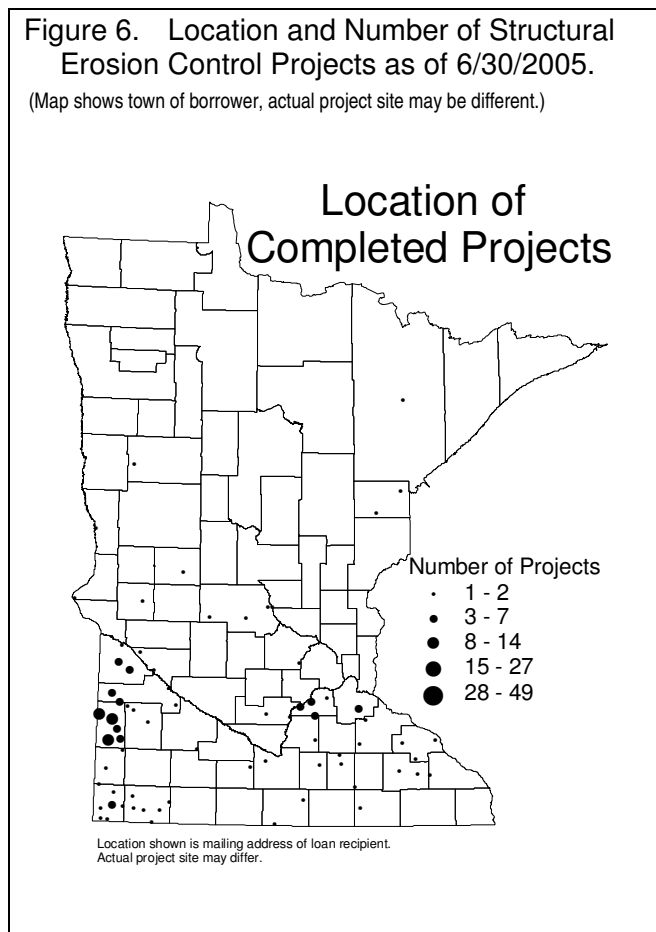 Figure 6. Location and Number of Structural
Erosion Control Projects as of 6/30/2005.
(Map shows town of borrower, actual project site may be different.)
Location of
Completed Projects
Number of Projects
1 - 2
3 - 7
8 - 14
15 - 27
28 - 49
Location shown is mailing address of loan recipient.
Actual project site may differ.